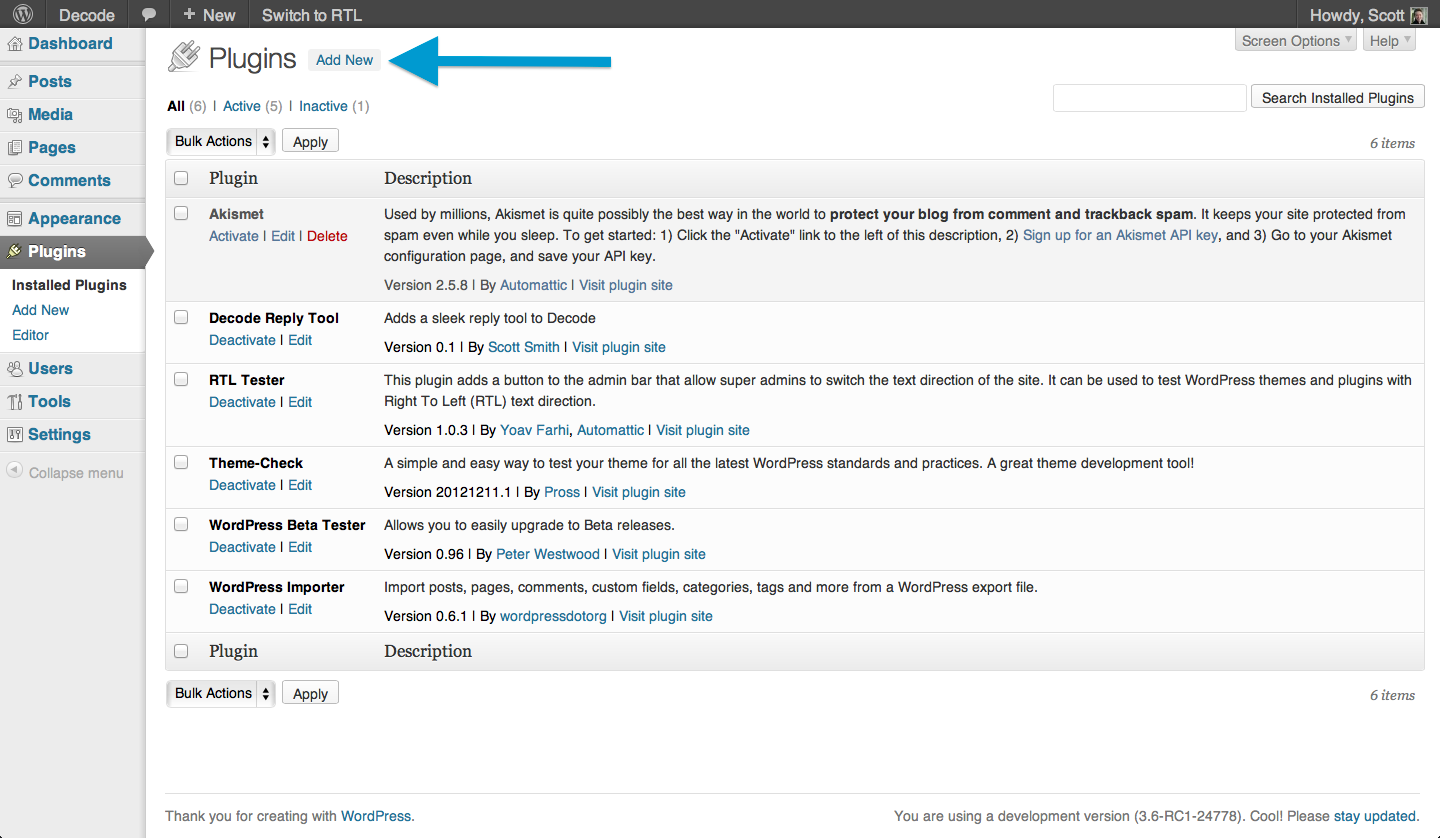 Decode + New Switch to RTL Howdy, Scott
Dashboard
Posts
Media
Pages
Comments
Appearance
Plugins
Installed Plugins
Add New
Editor
Users
Tools
Settings
Collapse menu
Screen Options Help
Plugins Add New
All (6) | Active (5) | Inactive (1)
Search Installed Plugins
Bulk Actions Apply 6 items
Plugin Description
Akismet
Activate | Edit | Delete
Used by millions, Akismet is quite possibly the best way in the world to protect your blog from comment and trackback spam. It keeps your site protected from
spam even while you sleep. To get started: 1) Click the "Activate" link to the left of this description, 2) Sign up for an Akismet API key, and 3) Go to your Akismet
configuration page, and save your API key.
Version 2.5.8 | By Automattic | Visit plugin site
Decode Reply Tool
Deactivate | Edit
Adds a sleek reply tool to Decode
Version 0.1 | By Scott Smith | Visit plugin site
RTL Tester
Deactivate | Edit
This plugin adds a button to the admin bar that allow super admins to switch the text direction of the site. It can be used to test WordPress themes and plugins with
Right To Left (RTL) text direction.
Version 1.0.3 | By Yoav Farhi, Automattic | Visit plugin site
Theme-Check
Deactivate | Edit
A simple and easy way to test your theme for all the latest WordPress standards and practices. A great theme development tool!
Version 20121211.1 | By Pross | Visit plugin site
WordPress Beta Tester
Deactivate | Edit
Allows you to easily upgrade to Beta releases.
Version 0.96 | By Peter Westwood | Visit plugin site
WordPress Importer
Deactivate | Edit
Import posts, pages, comments, custom fields, categories, tags and more from a WordPress export file.
Version 0.6.1 | By wordpressdotorg | Visit plugin site
Plugin Description
Bulk Actions Apply 6 items
Thank you for creating with WordPress. You are using a development version (3.6-RC1-24778). Cool! Please stay updated.